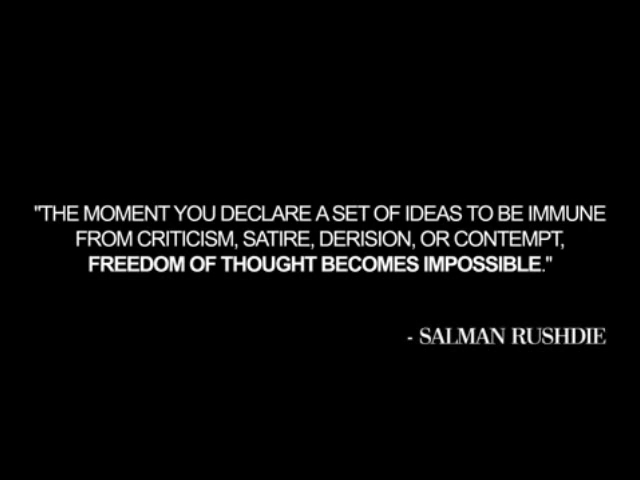 "THE MOMENT YOU DECLARE A SET OF IDEAS TO BE IMMUNE
FROM CRITICISM, SATIRE, DERISION, OR CONTEMPT,
FREEDOM OF THOUGHT BECOMES IMPOSSIBLE."
- SALMAN RUSHDIE